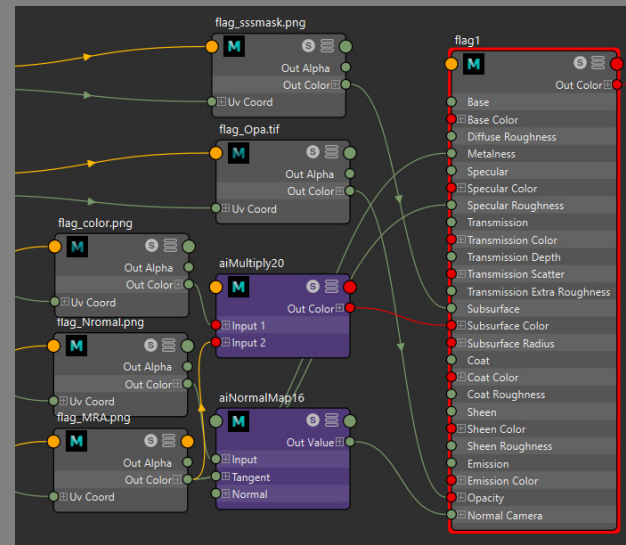 flag_sssmask.png
M
S
Out Alpha
Out Color
Uv Coord
flag_Opa.tif
M
S
Out Alpha
Out Color
Uv Coord
flag_color.png
M
S
Out Alpha
Out Color
Uv Coord
flag_Nromal.png
M
S
Out Alpha
Out Color
Uv Coord
flag_MRA.png
M
S
Out Alpha
Out Color
Uv Coord
aiMultiply20
M
S
Out Color
Input 1
Input 2
aiNormalMap16
M
S
Out Value
Input
Tangent
Normal
flag1
M
S
Out Color
Base
Base Color
Diffuse Roughness
Metalness
Specular
Specular Color
Specular Roughness
Transmission
Transmission Color
Transmission Depth
Transmission Scatter
Transmission Extra Roughness
Subsurface
Subsurface Color
Subsurface Radius
Coat
Coat Color
Coat Roughness
Sheen
Sheen Color
Sheen Roughness
Emission
Emission Color
Opacity
Normal Camera